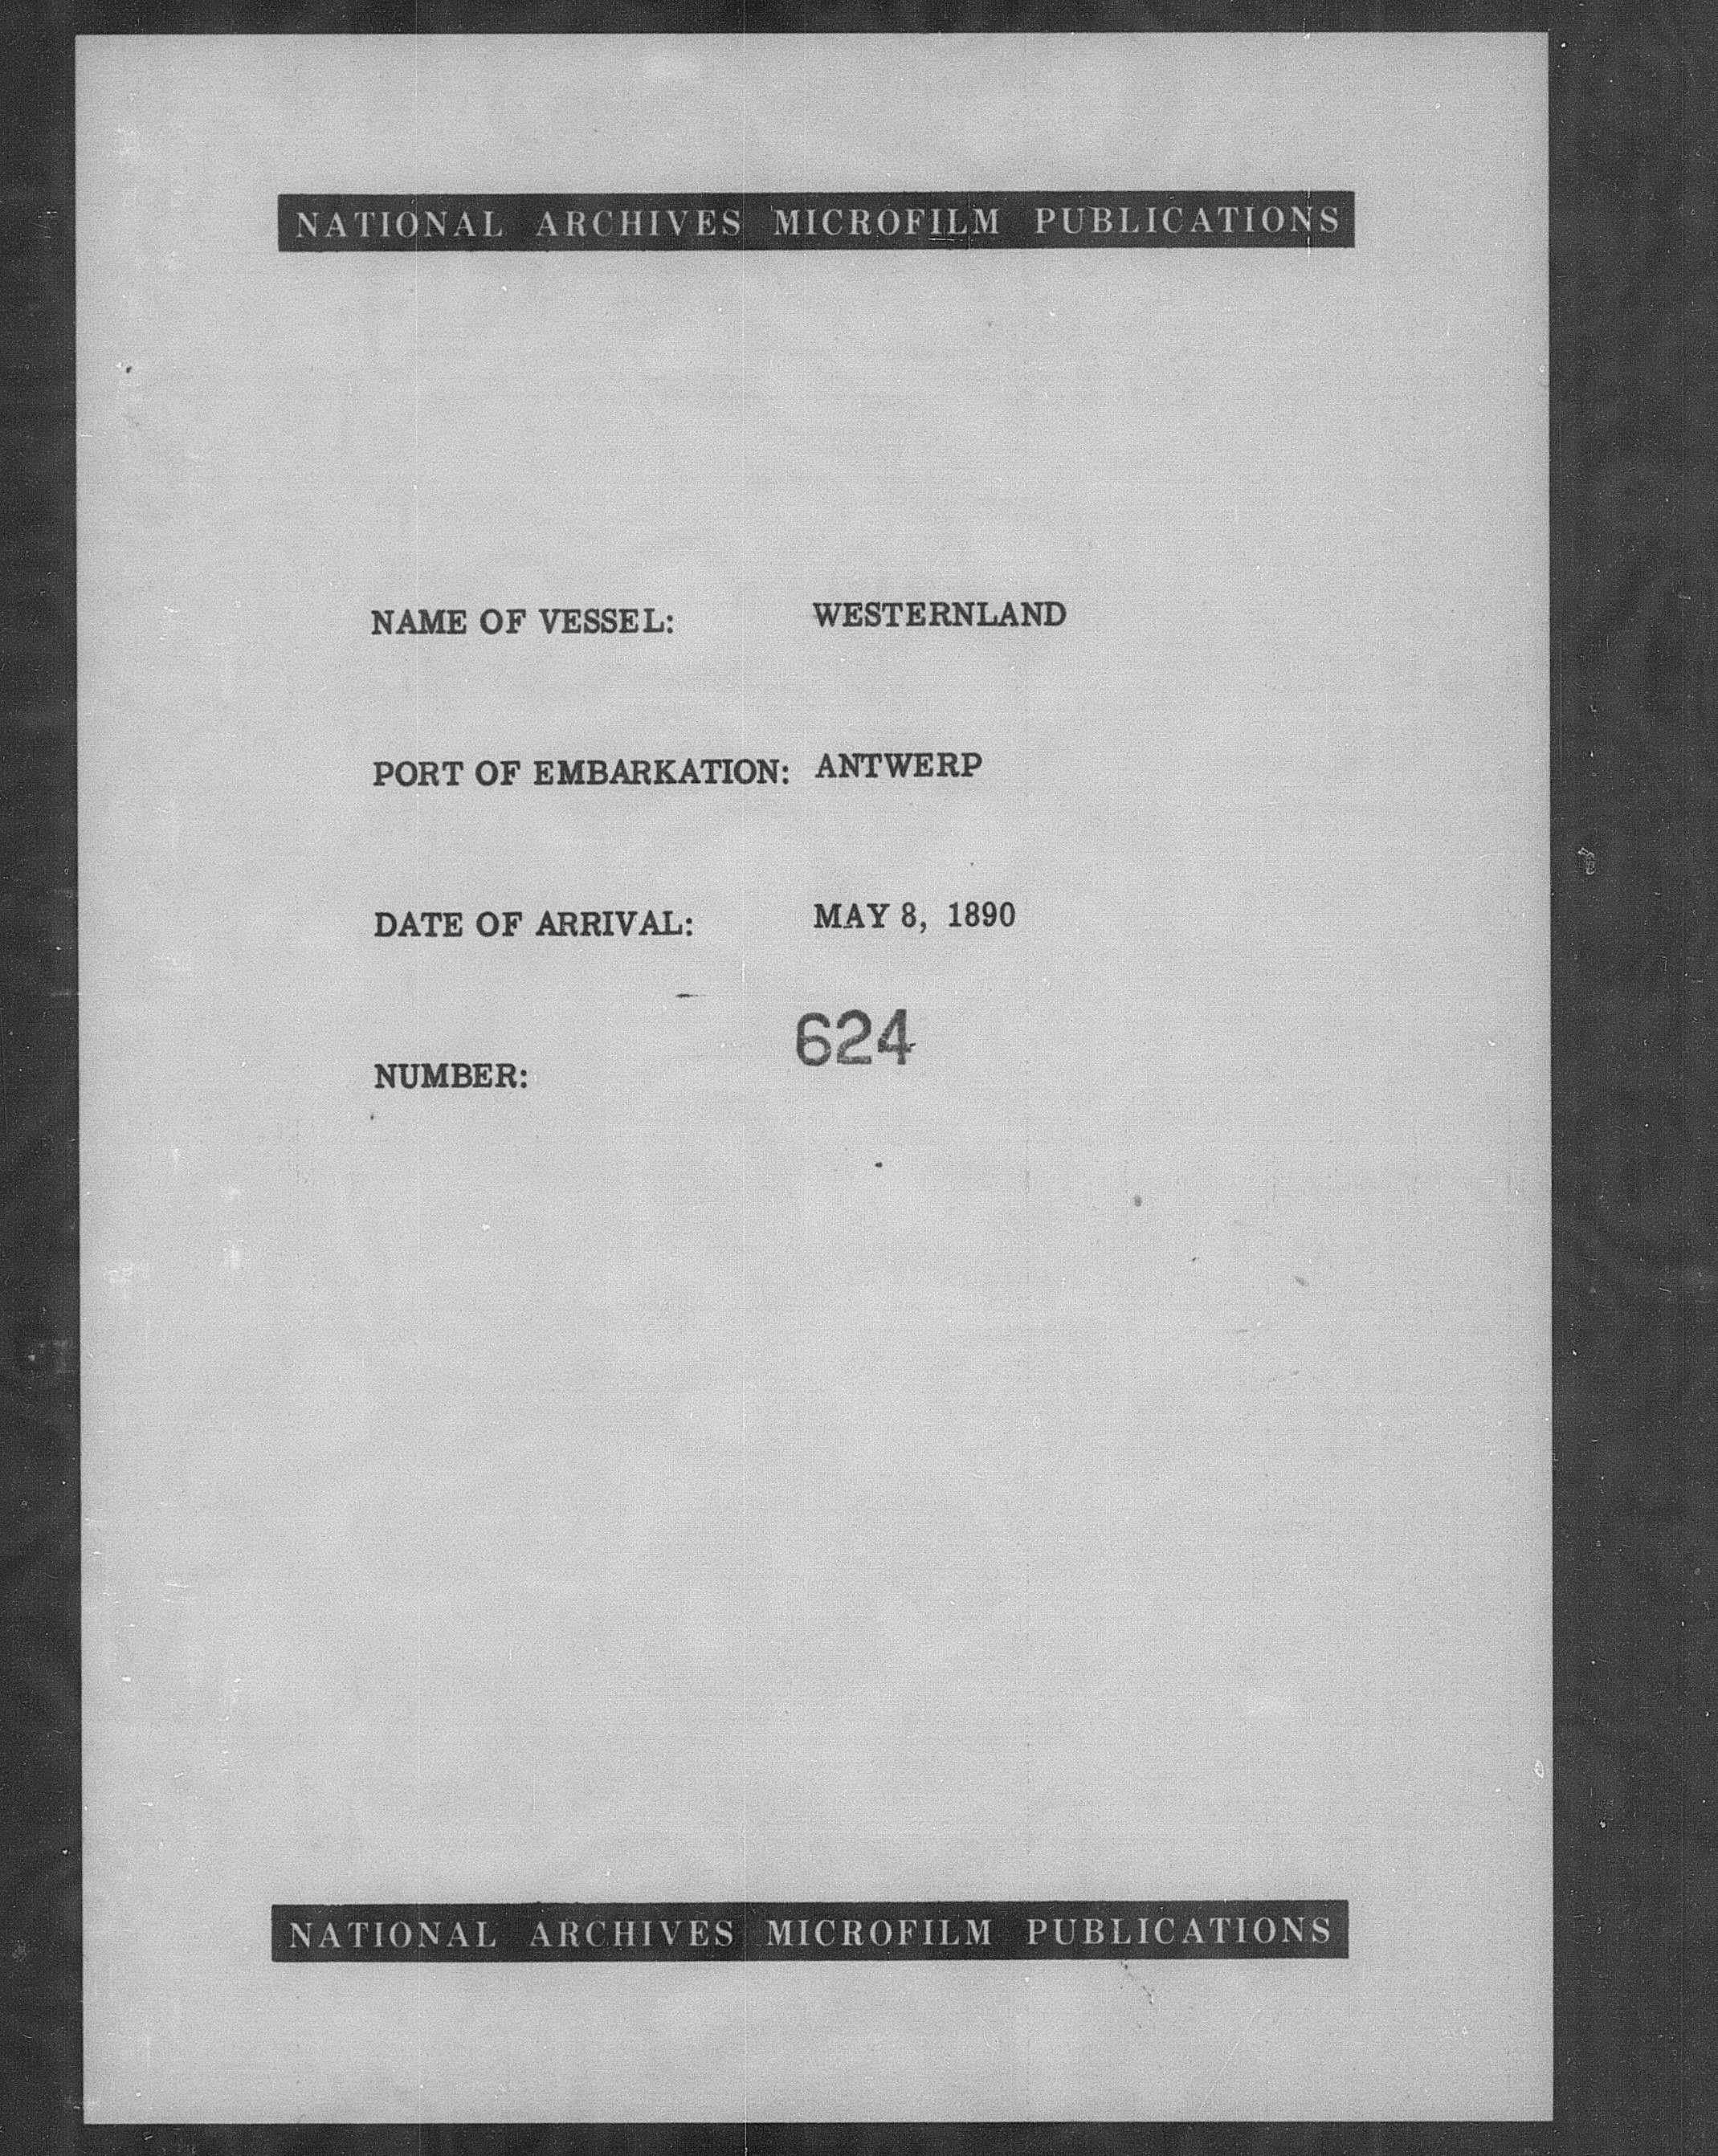 NATIONAL ARCHIVES MICROFILM PUBLICATIONS
NAME OF VESSEL: WESTERNLAND
PORT OF EMBARKATION: ANTWERP
DATE OF ARRIVAL: MAY 8, 1890
NUMBER: 624
NATIONAL ARCHIVES MICROFILM PUBLICATIONS